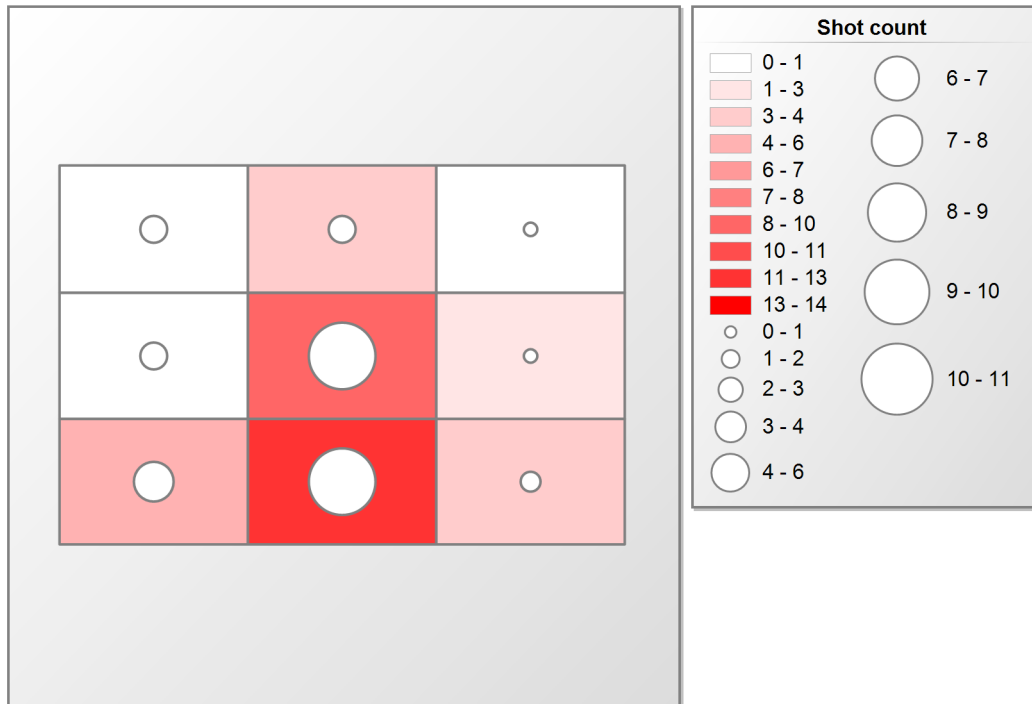 Shot count
0 - 1
1 - 3
3 - 4
4 - 6
6 - 7
7 - 8
8 - 10
10 - 11
11 - 13
13 - 14
0 - 1
1 - 2
2 - 3
3 - 4
4 - 6
6 - 7
7 - 8
8 - 9
9 - 10
10 - 11